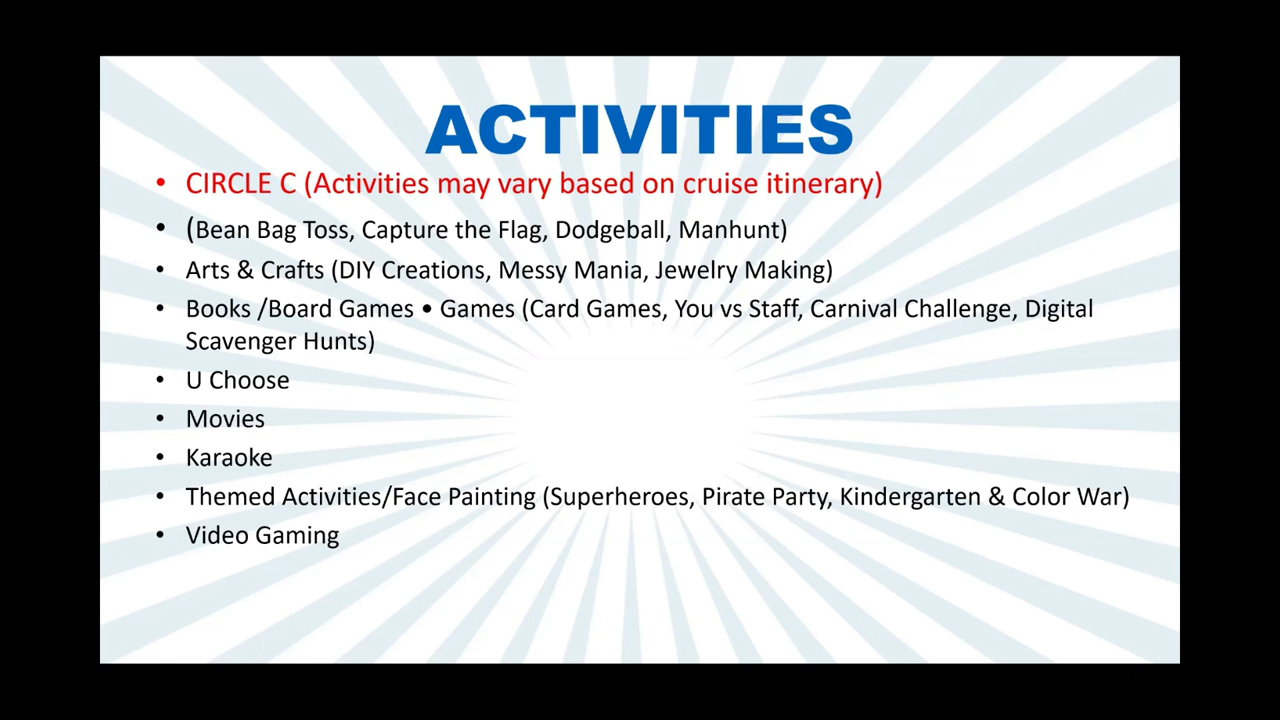 ACTIVITIES
• CIRCLE C (Activities may vary based on cruise itinerary)
• (Bean Bag Toss, Capture the Flag, Dodgeball, Manhunt)
• Arts & Crafts (DIY Creations, Messy Mania, Jewelry Making)
• Books /Board Games • Games (Card Games, You vs Staff, Carnival Challenge, Digital
Scavenger Hunts)
• U Choose
• Movies
• Karaoke
• Themed Activities/Face Painting (Superheroes, Pirate Party, Kindergarten & Color War)
• Video Gaming